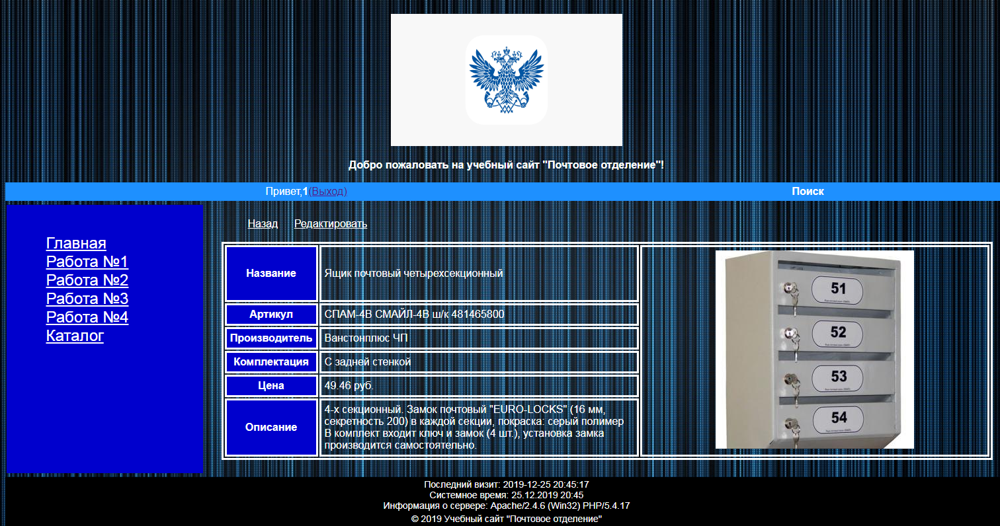 Добро пожаловать на учебный сайт "Почтовое отделение"!
Привет,1(Выход)
Поиск
Главная
Работа №1
Работа №2
Работа №3
Работа №4
Каталог
Назад Редактировать
Название
Ящик почтовый четырехсекционный
Артикул
СПАМ-4В СМАЙЛ-4В ш/к 481465800
Производитель
Ванстонплюс ЧП
Комплектация
С задней стенкой
Цена
49.46 руб.
Описание
4-х секционный. Замок почтовый "EURO-LOCKS" (16 мм,
секретность 200) в каждой секции, покраска: серый полимер
В комплект входит ключ и замок (4 шт.), установка замка
производится самостоятельно.
51
52
53
54
Последний визит: 2019-12-25 20:45:17
Системное время: 25.12.2019 20:45
Информация о сервере: Apache/2.4.6 (Win32) PHP/5.4.17
© 2019 Учебный сайт "Почтовое отделение"